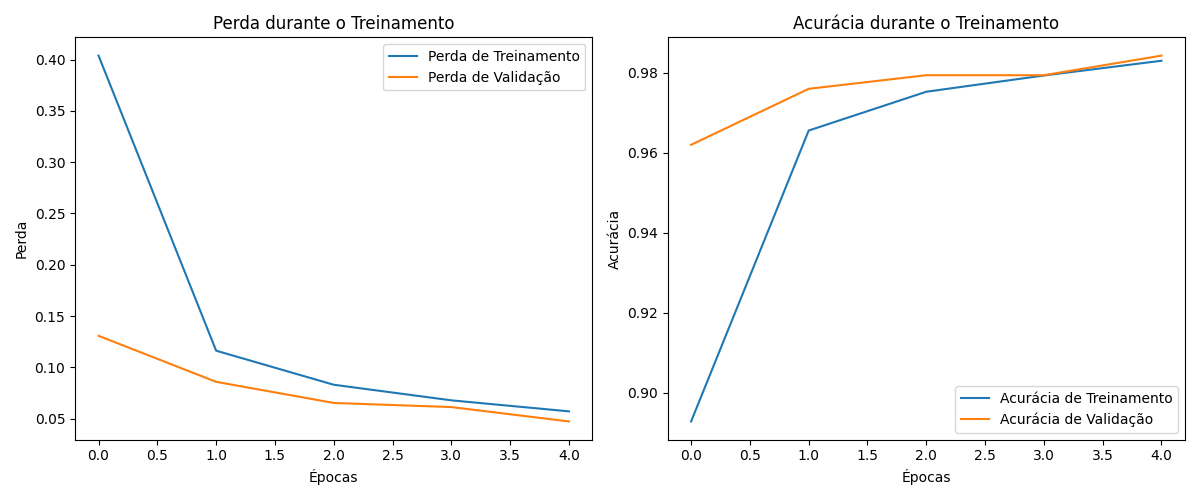 Perda durante o Treinamento
Perda de Treinamento
Perda de Validação
0.40
0.35
0.30
0.25
0.20
0.15
0.10
0.05
Perda
0.0 0.5 1.0 1.5 2.0 2.5 3.0 3.5 4.0
Épocas
Acurácia durante o Treinamento
0.98
0.96
0.94
0.92
0.90
Acurácia
Acurácia de Treinamento
Acurácia de Validação
0.0 0.5 1.0 1.5 2.0 2.5 3.0 3.5 4.0
Épocas